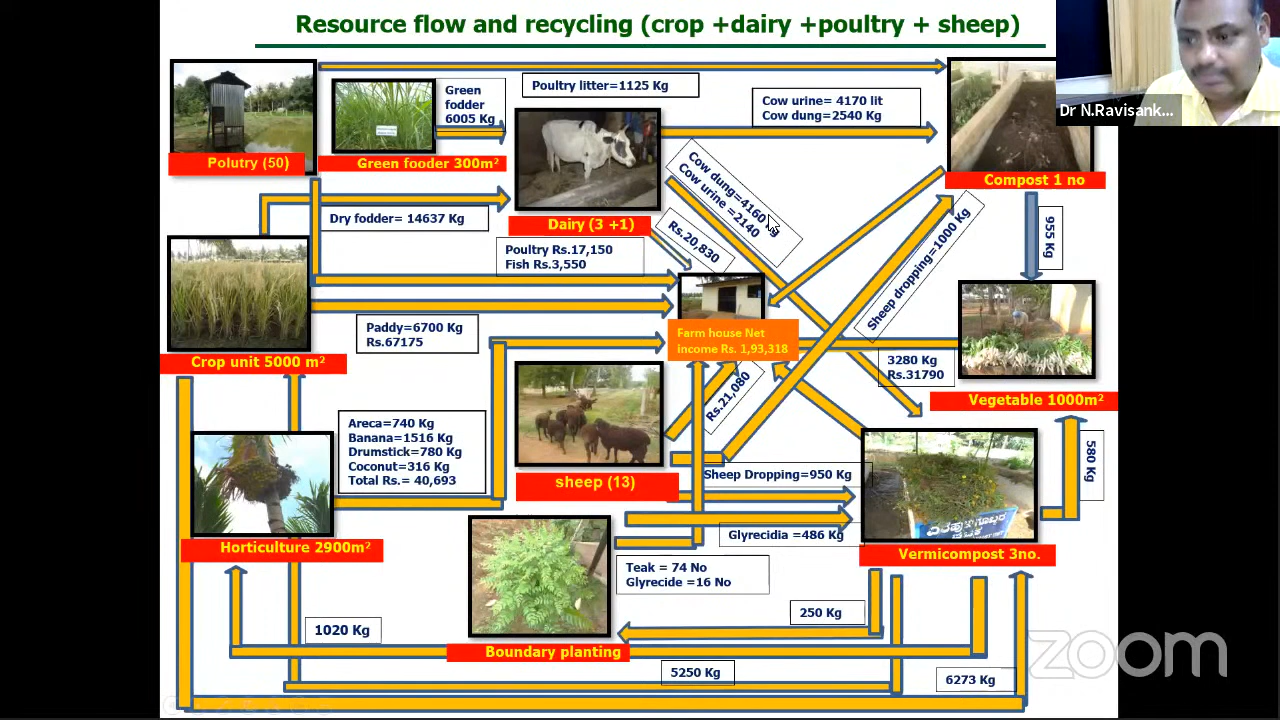 Resource flow and recycling (crop +dairy +poultry + sheep)
Dr N.Ravisank...
Poultry litter=1125 Kg
Green
fodder
6005 Kg
Cow urine= 4170 lit
Cow dung=2540 Kg
Polutry (50)
Green fooder 300m²
Compost 1 no
Cow dung=4160 Kg
Cow urine =2140
Dry fodder= 14637 Kg
Dairy (3 +1)
Rs.20,830
955 Kg
Sheep dropping=1000 Kg
Poultry Rs.17,150
Fish Rs.3,550
Paddy=6700 Kg
Rs.67175
Farm house Net
income Rs. 1,93,318
Crop unit 5000 m²
3280 Kg
Rs.31790
Vegetable 1000m²
Rs.21,080
Areca=740 Kg
Banana=1516 Kg
Drumstick=780 Kg
Coconut=316 Kg
Total Rs.= 40,693
580 Kg
Sheep Dropping=950 Kg
sheep (13)
Glyrecidia =486 Kg
Horticulture 2900m²
Vermicompost 3no.
Teak = 74 No
Glyrecide =16 No
250 Kg
1020 Kg
Boundary planting
5250 Kg
6273 Kg
zoom